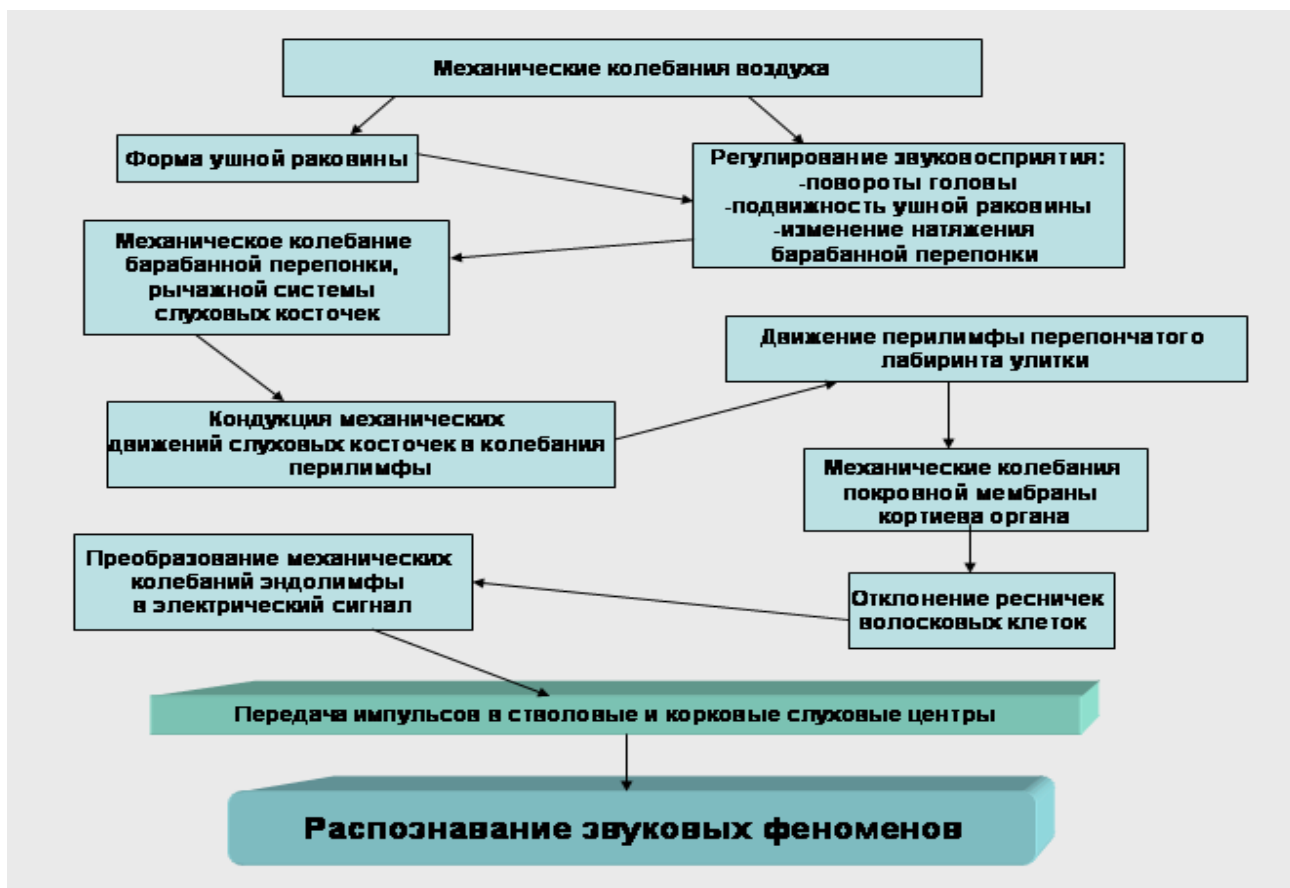 Механические колебания воздуха
Форма ушной раковины
Регулирование звуковосприятия:
-повороты головы
-подвижность ушной раковины
-изменение натяжения
барабанной перепонки
Механическое колебание
барабанной перепонки,
рычажной системы
слуховых косточек
Движение перилимфы перепончатого
лабиринта улитки
Кондукция механических
движений слуховых косточек в колебания
перилимфы
Механические колебания
покровной мембраны
кортиева органа
Преобразование механических
колебаний эндолимфы
в электрический сигнал
Отклонение ресничек
волосковых клеток
Передача импульсов в стволовые и корковые слуховые центры
Распознавание звуковых феноменов